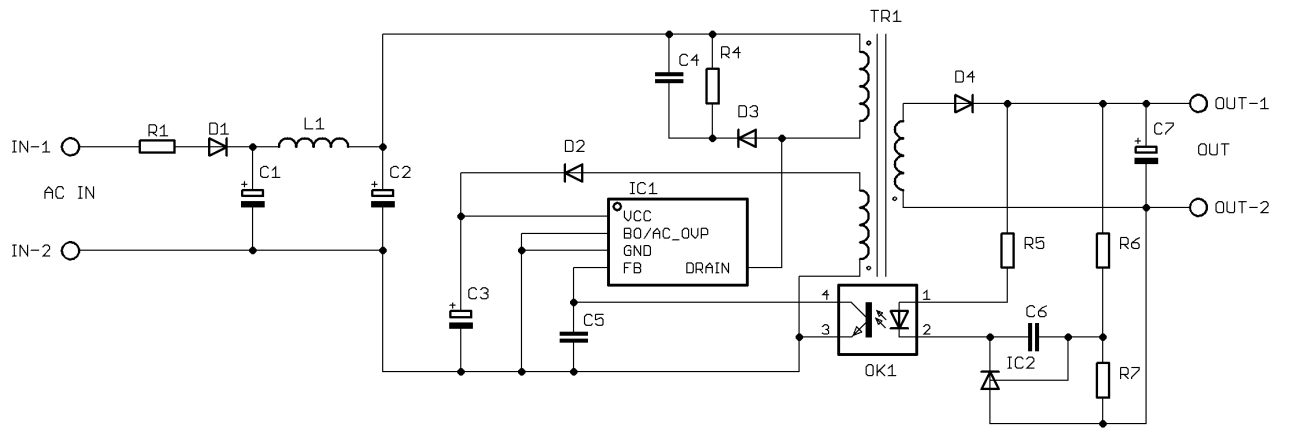 TR1
C4
R4
D3
D4
OUT-1
C7
+
OUT
OUT-2
IN-1
R1
D1
L1
C1
+
C2
+
AC IN
IN-2
D2
IC1
VCC
BO/AC_OVP
GND
FB
DRAIN
C3
+
C5
4
3
1
2
OK1
R5
R6
C6
IC2
R7